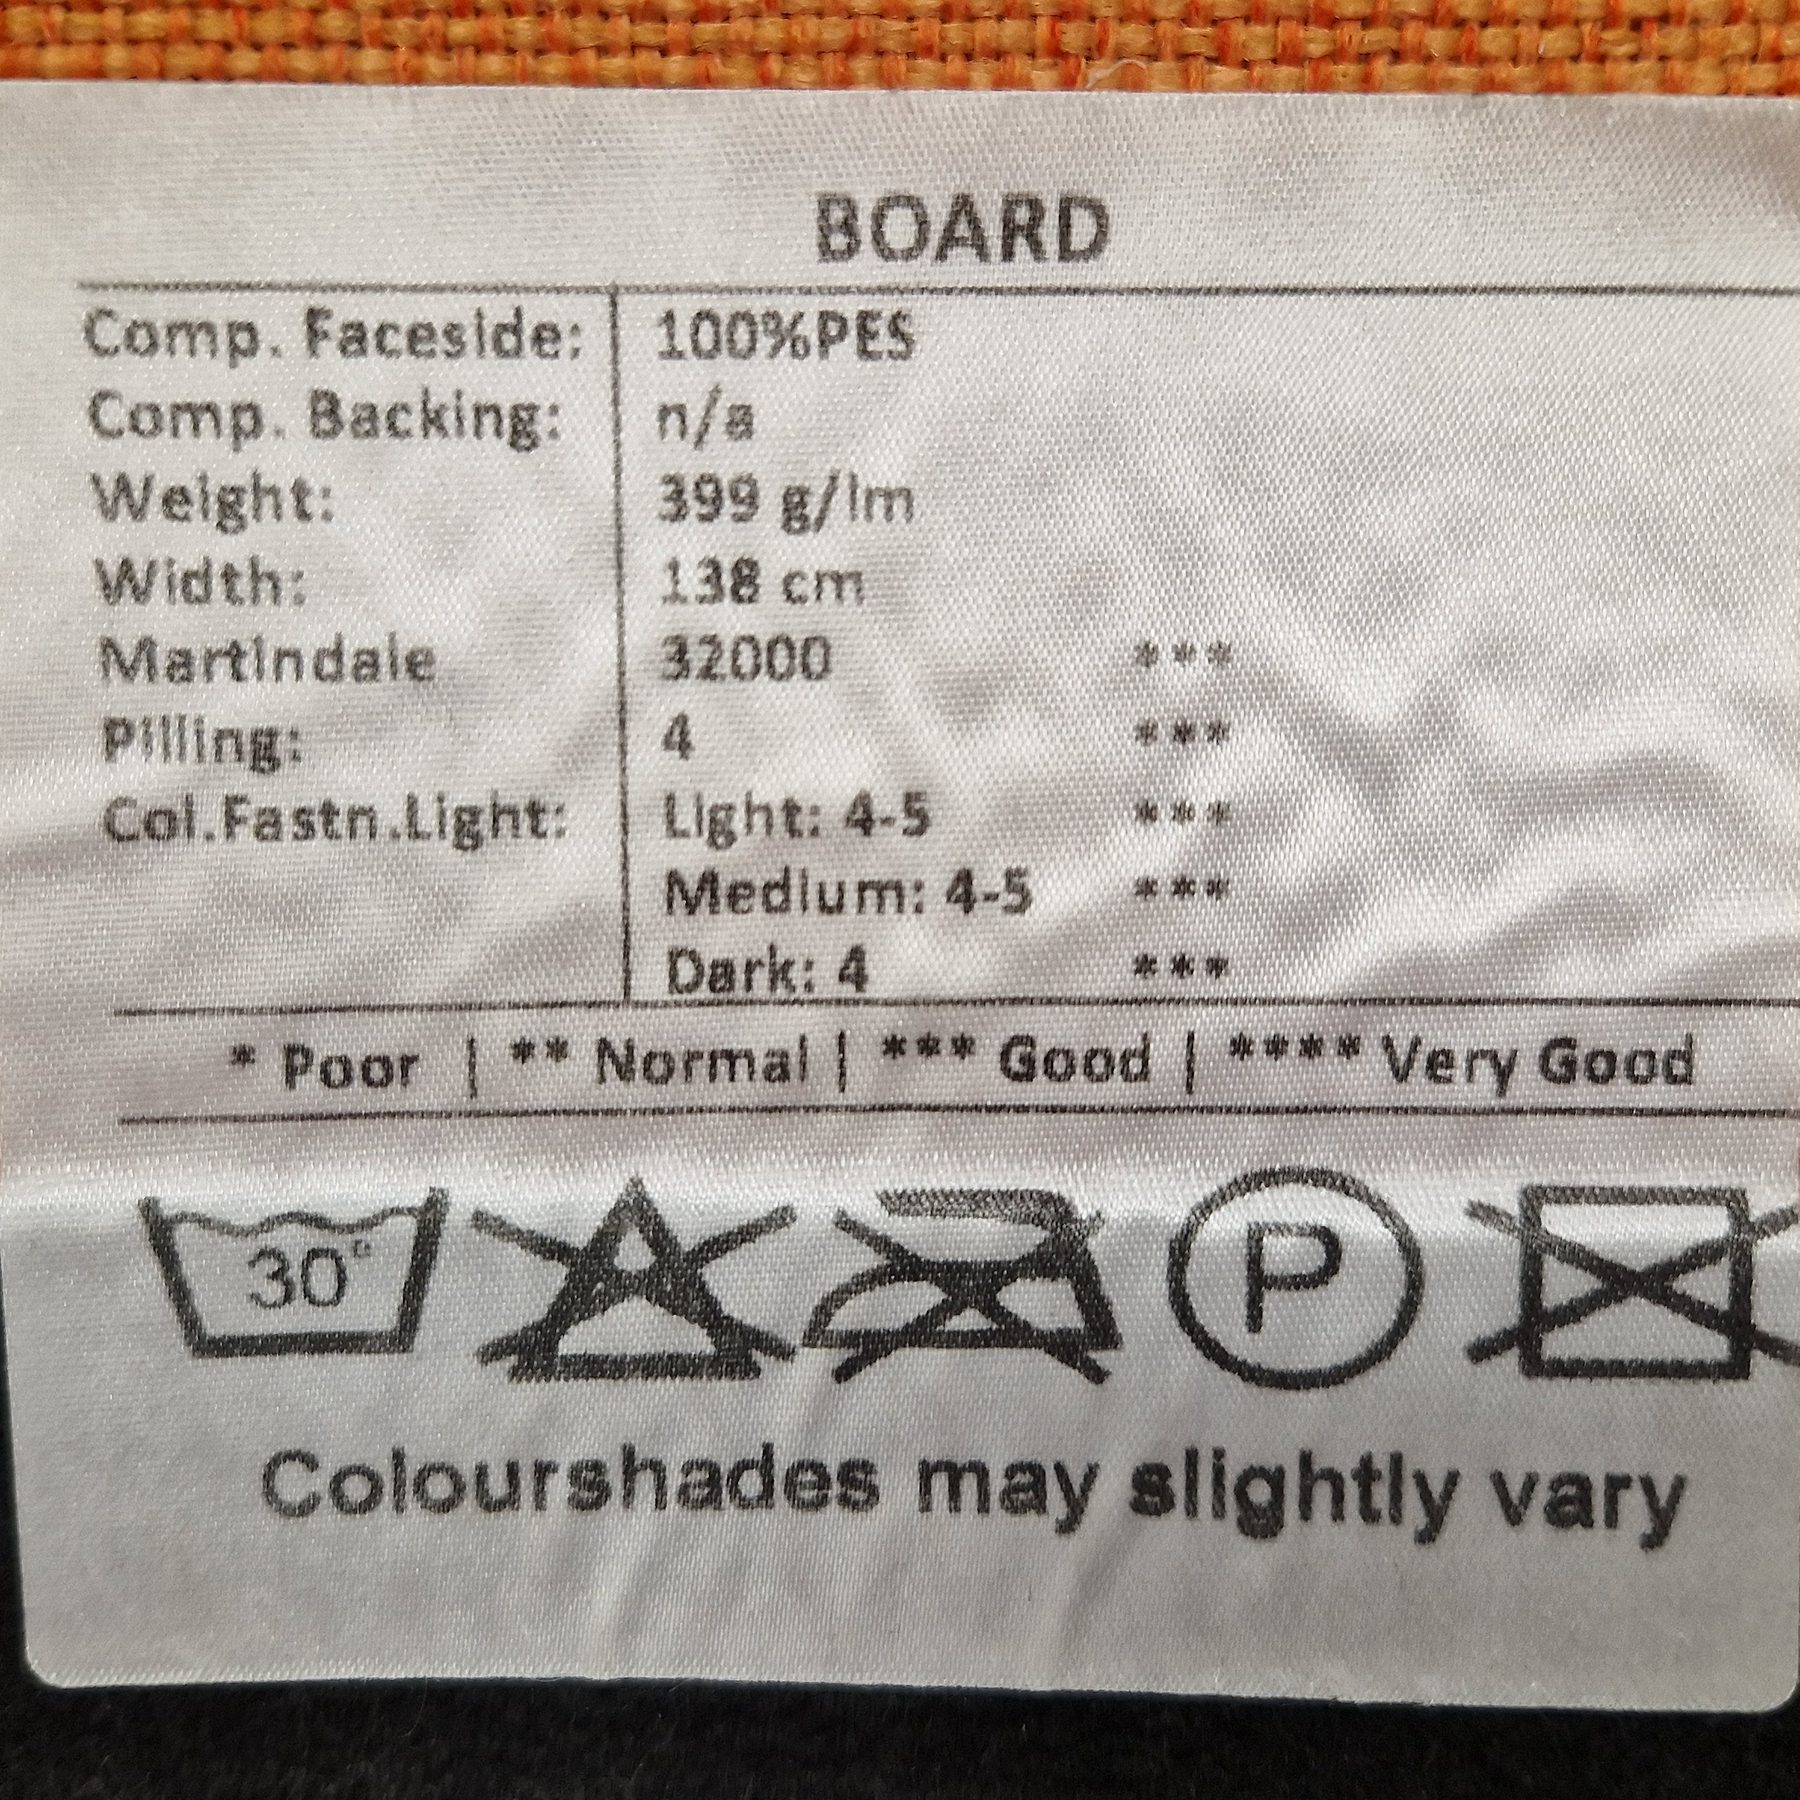 BOARD
Comp. Faceside: 100%PES
Comp. Backing: n/a
Weight: 399 g/lm
Width: 138 cm
Martindale 32000 ***
Pilling: 4 ***
Col.Fastn.Light: Light: 4-5 ***
Medium: 4-5 ***
Dark: 4 ***
* Poor | ** Normal | *** Good | **** Very Good
30° P
Colourshades may slightly vary